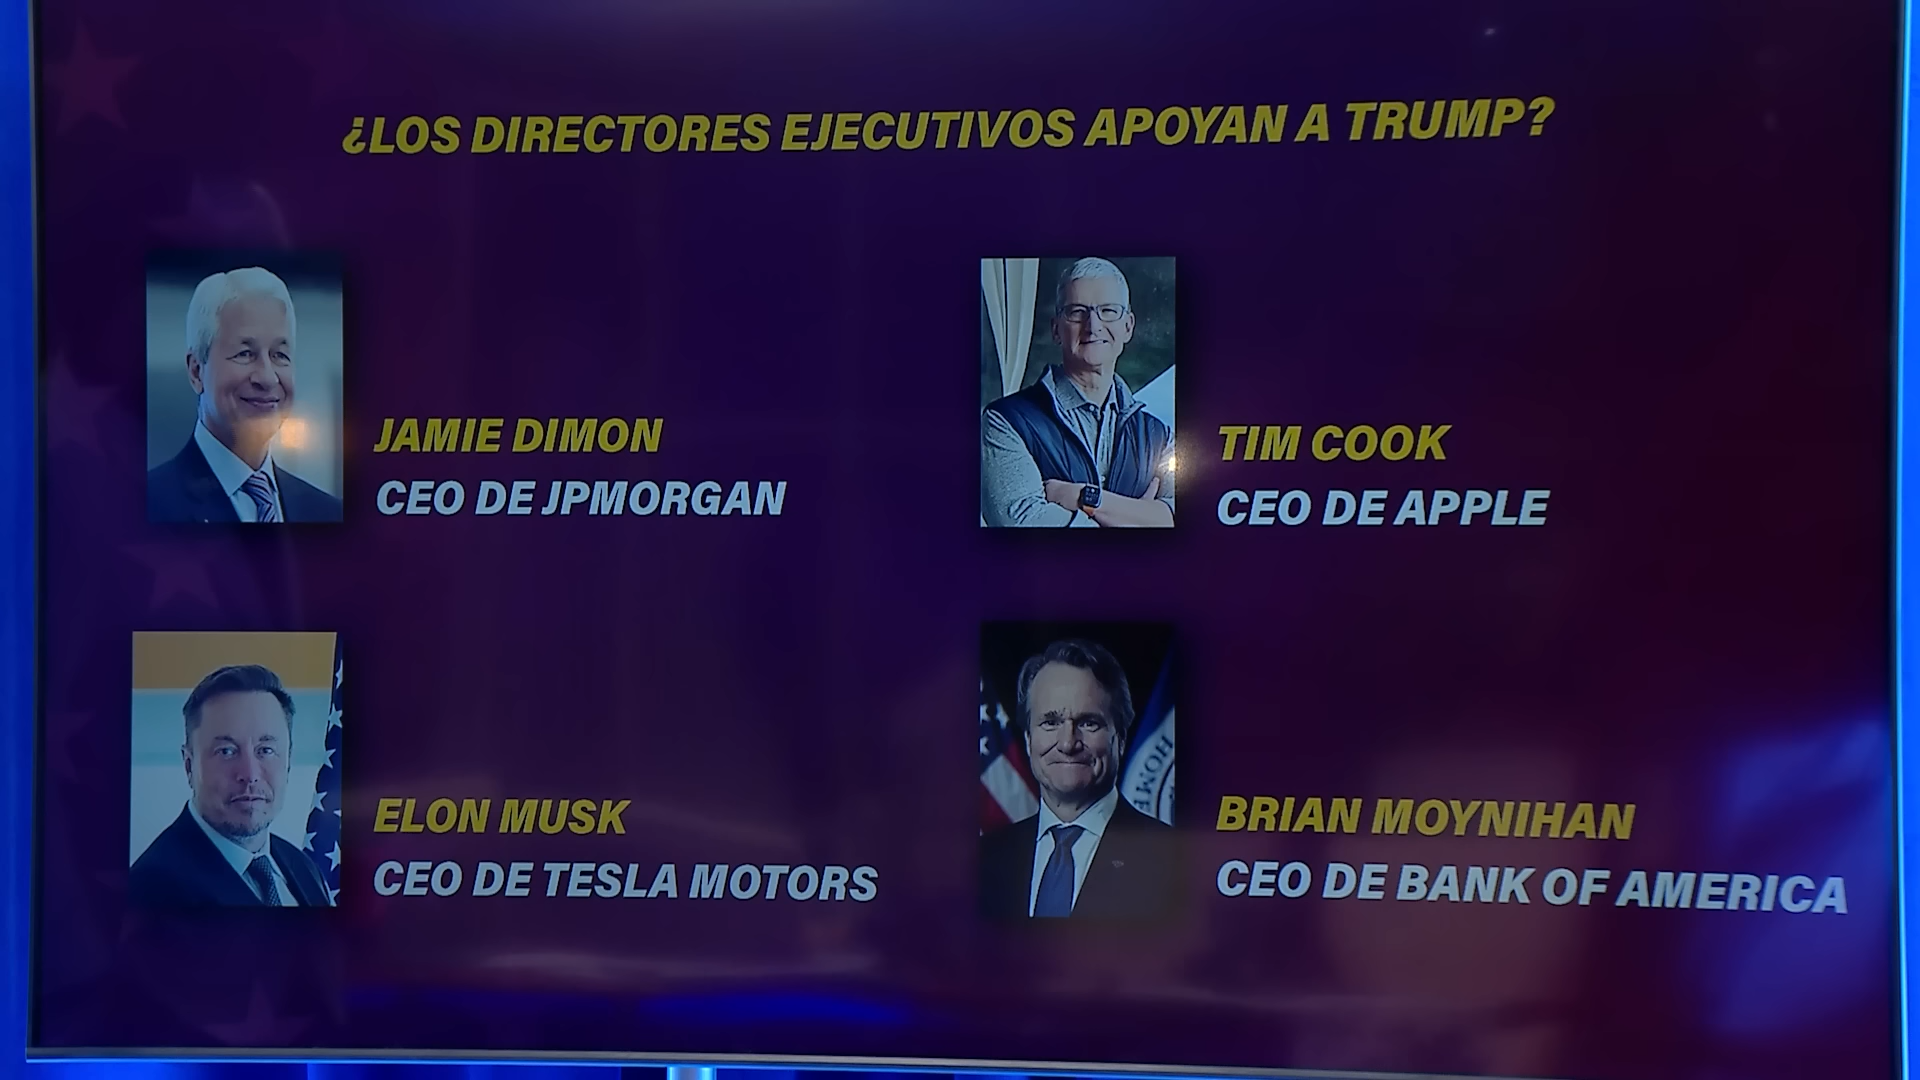 ¿LOS DIRECTORES EJECUTIVOS APOYAN A TRUMP?
JAMIE DIMON
CEO DE JPMORGAN
TIM COOK
CEO DE APPLE
ELON MUSK
CEO DE TESLA MOTORS
BRIAN MOYNIHAN
CEO DE BANK OF AMERICA